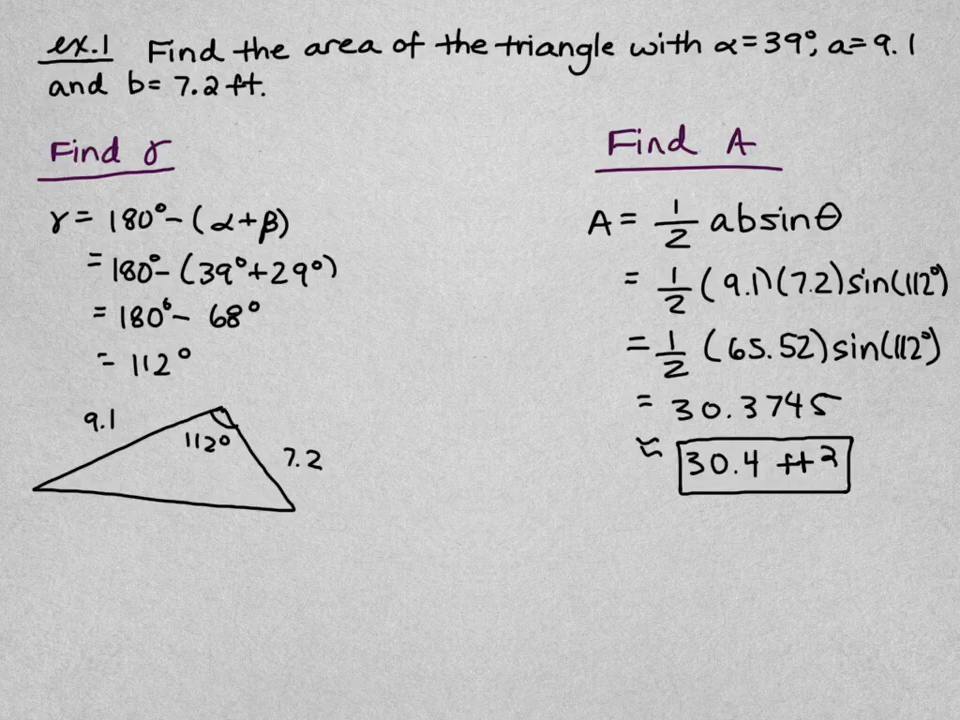 ex.1 Find the area of the triangle with α=39°, a=9.1
and b= 7.2 ft.
Find γ
γ = 180° - (α+β)
= 180° - (39°+29°)
= 180° - 68°
= 112°
9.1
112°
7.2
Find A
A = 1/2 absinθ
= 1/2 (9.1)(7.2)sin(112°)
= 1/2 (65.52)sin(112°)
= 30.3745
≈ 30.4 ft²